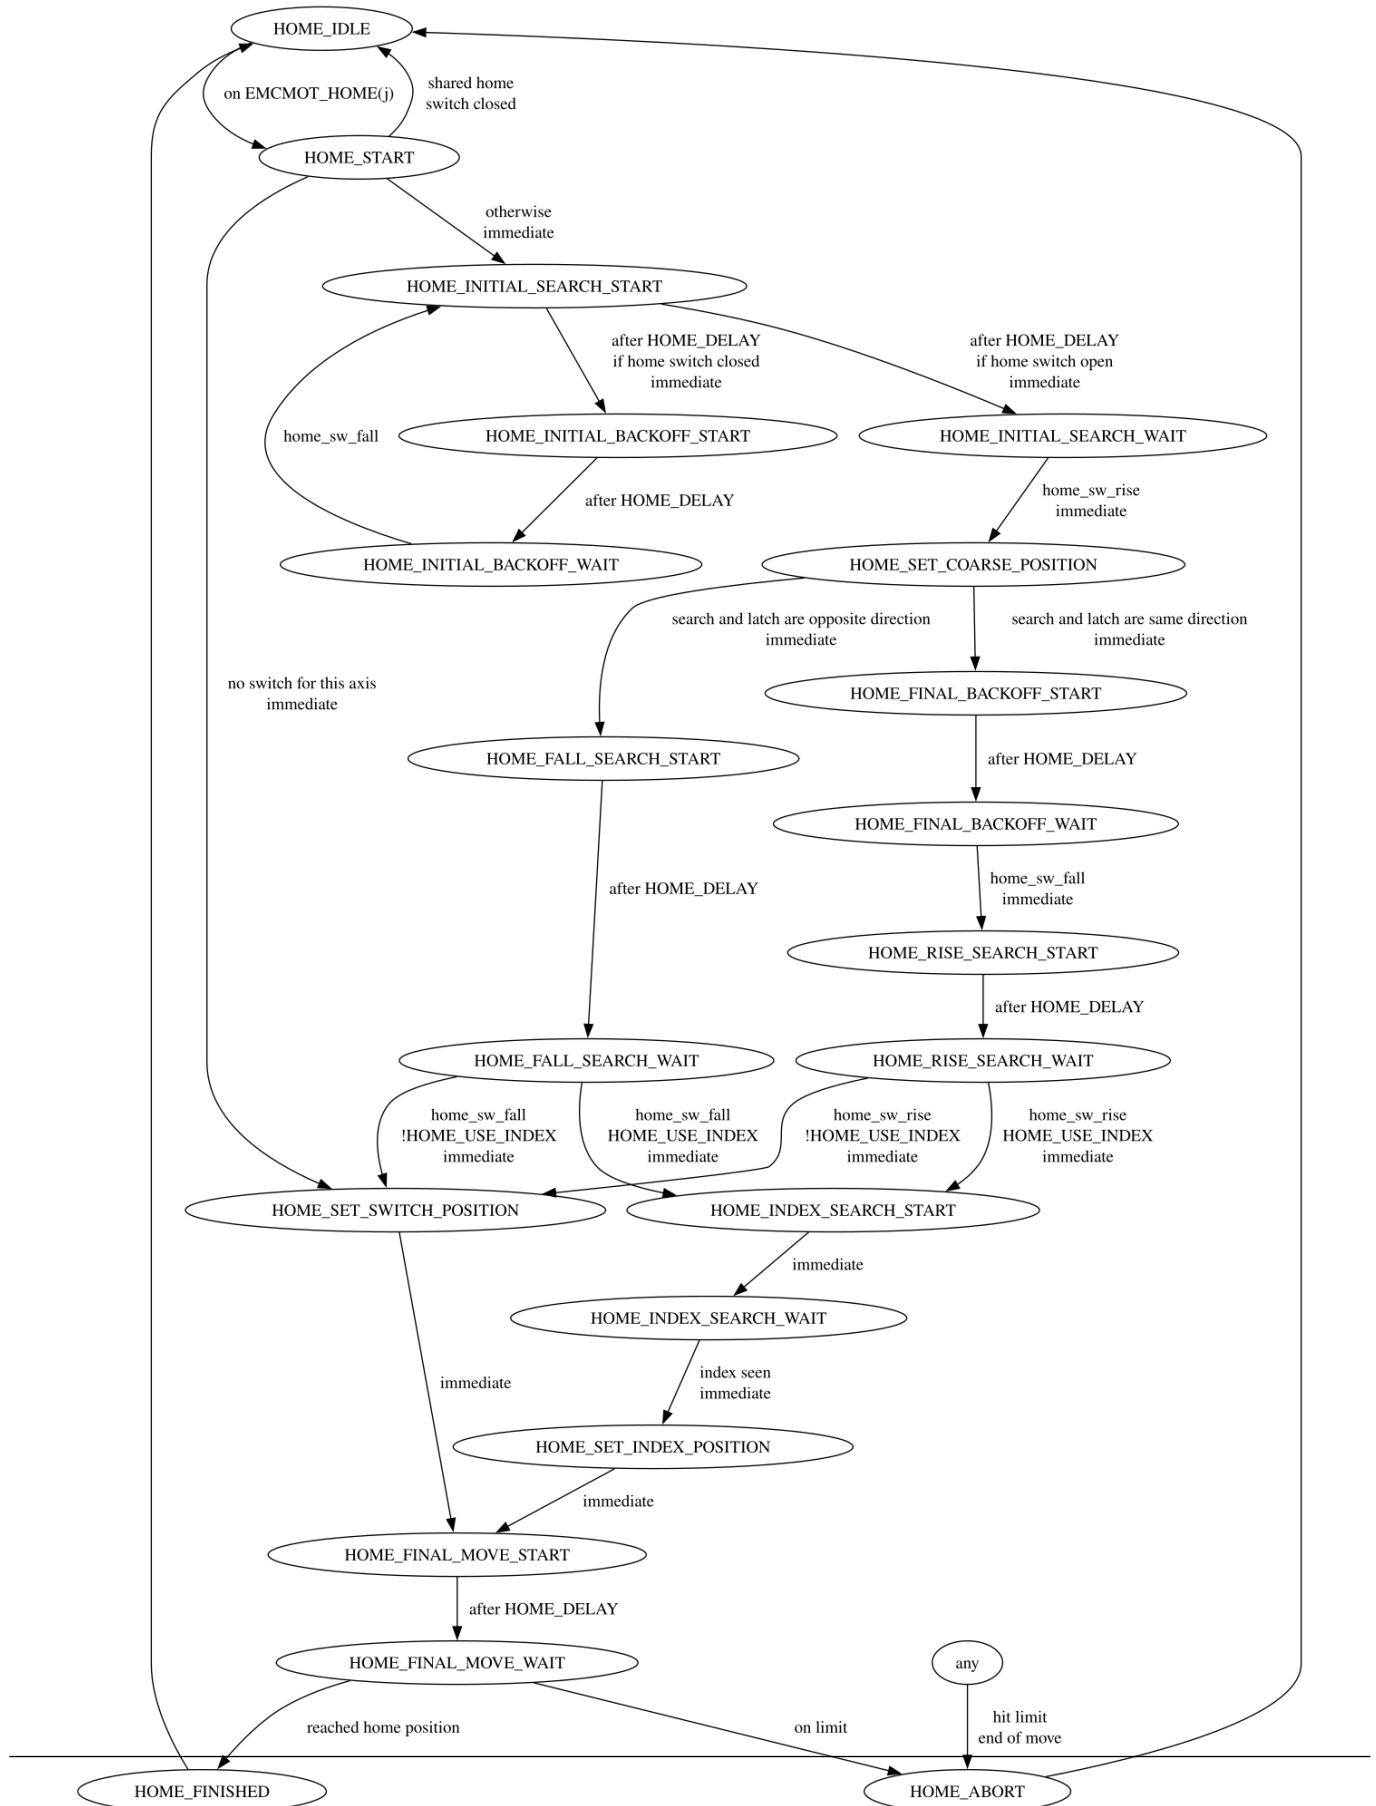 HOME_IDLE
on EMCMOT_HOME(j)
shared home
switch closed
HOME_START
otherwise
immediate
HOME_INITIAL_SEARCH_START
after HOME_DELAY
if home switch closed
immediate
after HOME_DELAY
if home switch open
immediate
home_sw_fall
HOME_INITIAL_BACKOFF_START
HOME_INITIAL_SEARCH_WAIT
after HOME_DELAY
home_sw_rise
immediate
HOME_INITIAL_BACKOFF_WAIT
HOME_SET_COARSE_POSITION
search and latch are opposite direction
immediate
search and latch are same direction
immediate
no switch for this axis
immediate
HOME_FINAL_BACKOFF_START
HOME_FALL_SEARCH_START
after HOME_DELAY
HOME_FINAL_BACKOFF_WAIT
after HOME_DELAY
home_sw_fall
immediate
HOME_RISE_SEARCH_START
after HOME_DELAY
HOME_FALL_SEARCH_WAIT
HOME_RISE_SEARCH_WAIT
home_sw_fall
!HOME_USE_INDEX
immediate
home_sw_fall
HOME_USE_INDEX
immediate
home_sw_rise
!HOME_USE_INDEX
immediate
home_sw_rise
HOME_USE_INDEX
immediate
HOME_SET_SWITCH_POSITION
HOME_INDEX_SEARCH_START
immediate
HOME_INDEX_SEARCH_WAIT
immediate
index seen
immediate
HOME_SET_INDEX_POSITION
immediate
HOME_FINAL_MOVE_START
after HOME_DELAY
HOME_FINAL_MOVE_WAIT
any
reached home position
on limit
hit limit
end of move
HOME_FINISHED
HOME_ABORT